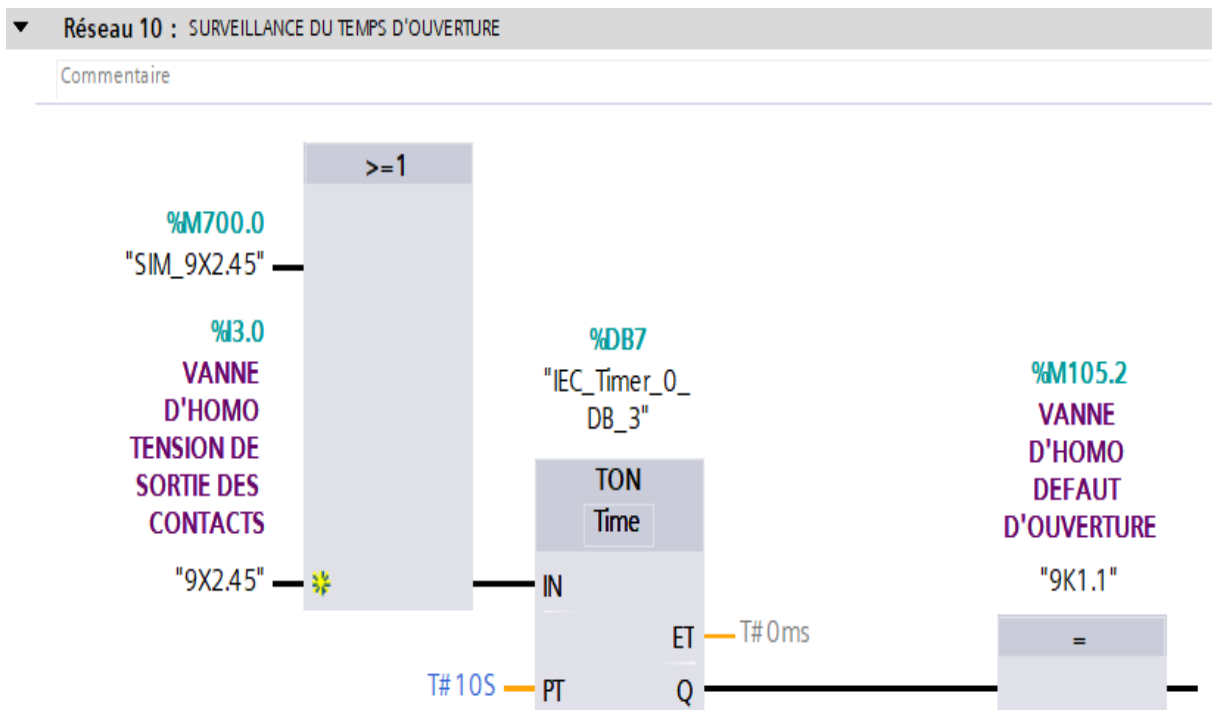 Réseau 10 : SURVEILLANCE DU TEMPS D'OUVERTURE
Commentaire
>=1
%M700.0
"SIM_9X2.45"
%I3.0
VANNE
D'HOMO
TENSION DE
SORTIE DES
CONTACTS
"9X2.45"
%DB7
"IEC_Timer_0_
DB_3"
TON
Time
IN
ET
T#0ms
T#10S
PT
Q
%M105.2
VANNE
D'HOMO
DEFAUT
D'OUVERTURE
"9K1.1"
=